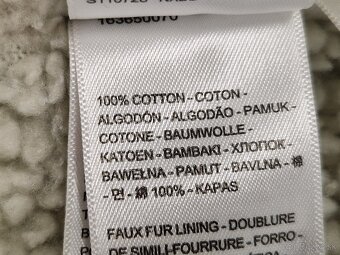 163650070
100% COTTON - COTON -
ALGODÓN - ALGODÃO - PAMUK -
COTONE - BAUMWOLLE -
KATOEN - BAMBAKI - ХЛОПОК -
BAWEŁNA - PAMUT - BAVLNA - 棉
- 면 - 綿 100% - KAPAS
FAUX FUR LINING - DOUBLURE
DE SIMILI-FOURRURE - FORRO -